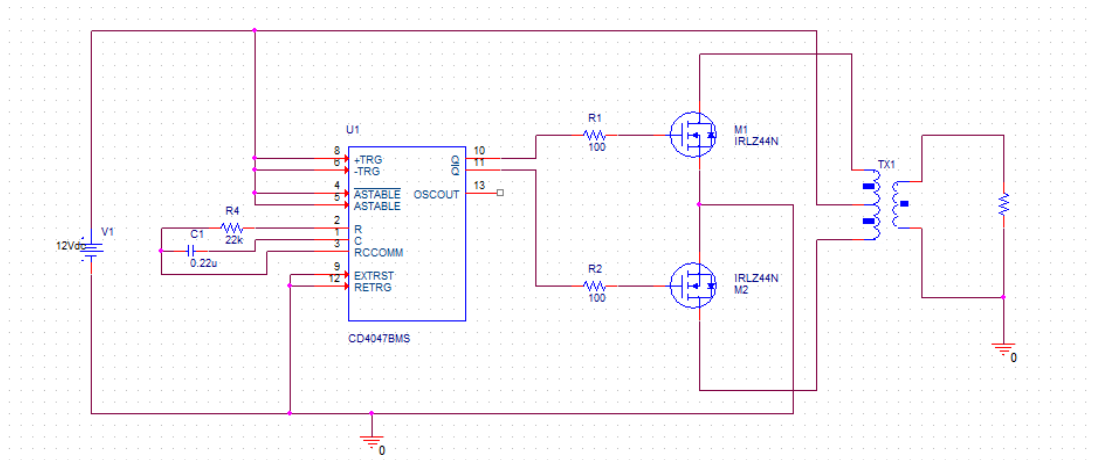 U1
R1
100
M1
IRLZ44N
TX1
8
+TRG
6
-TRG
4
ASTABLE
5
ASTABLE
10
Q
11
Q
OSCOUT
13
R4
22k
2
R
C1
0.22u
1
C
3
RCCOMM
V1
12Vdc
9
EXTRST
12
RETRG
R2
100
IRLZ44N
M2
CD4047BMS
0
0